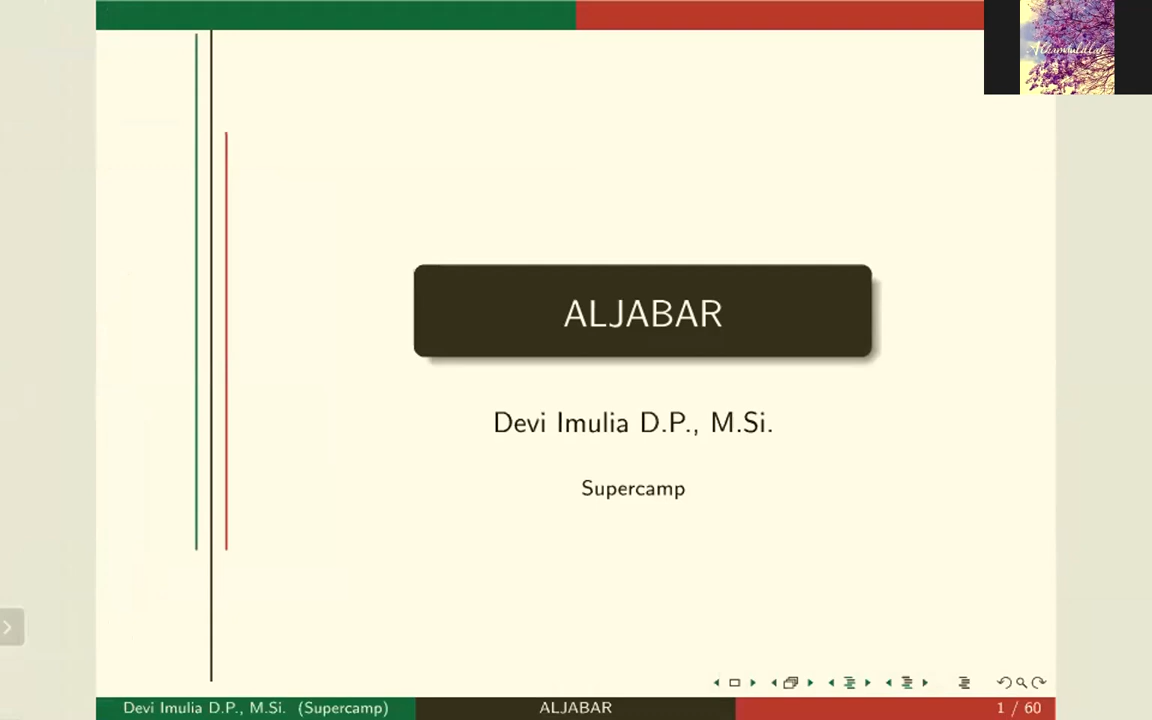 ALJABAR
Devi Imulia D.P., M.Si.
Supercamp
Devi Imulia D.P., M.Si. (Supercamp)
ALJABAR
1 / 60